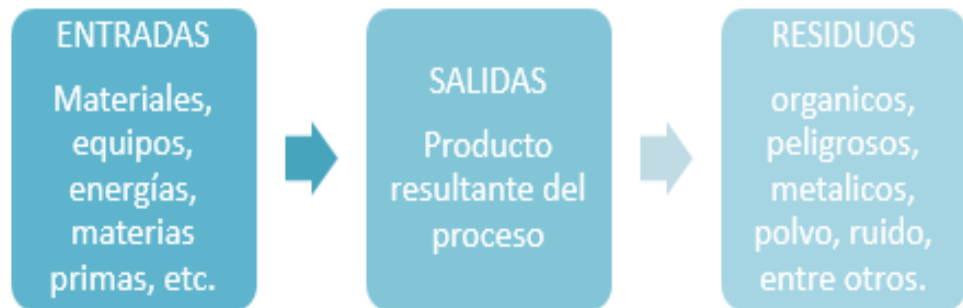 ENTRADAS
Materiales,
equipos,
energías,
materias
primas, etc.
SALIDAS
Producto
resultante del
proceso
RESIDUOS
organicos,
peligrosos,
metalicos,
polvo, ruido,
entre otros.